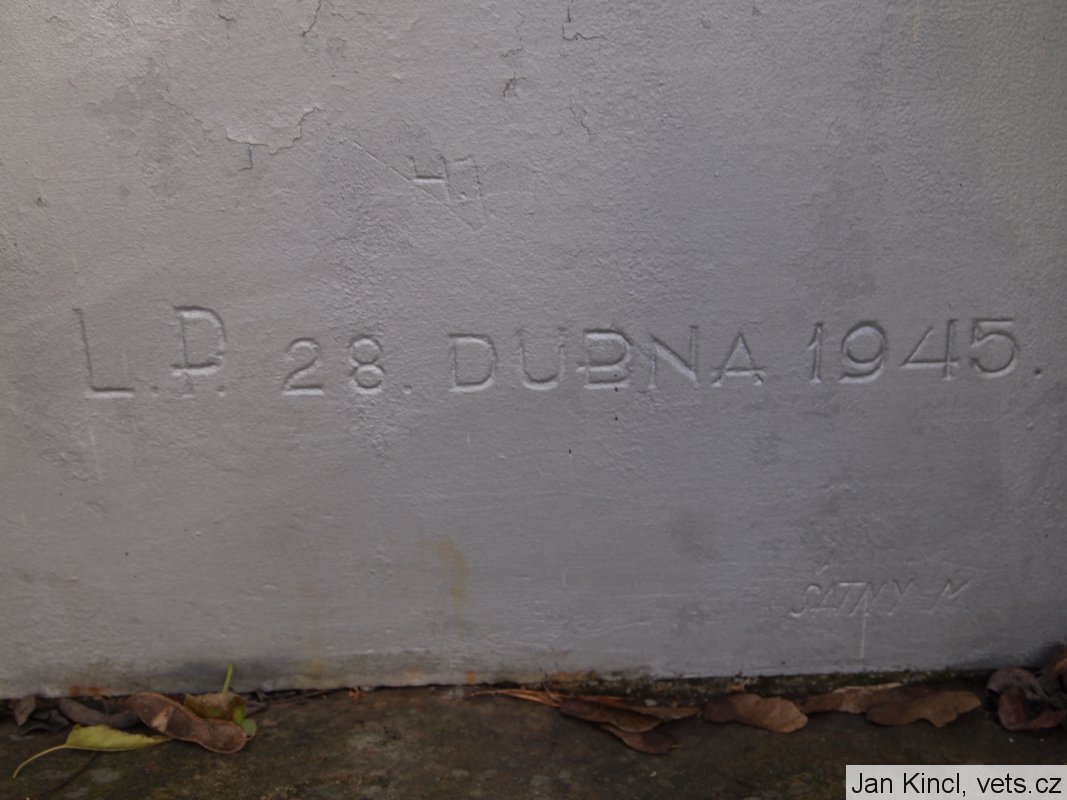 L.P. 28. DUBNA 1945.
Jan Kincl, vets.cz